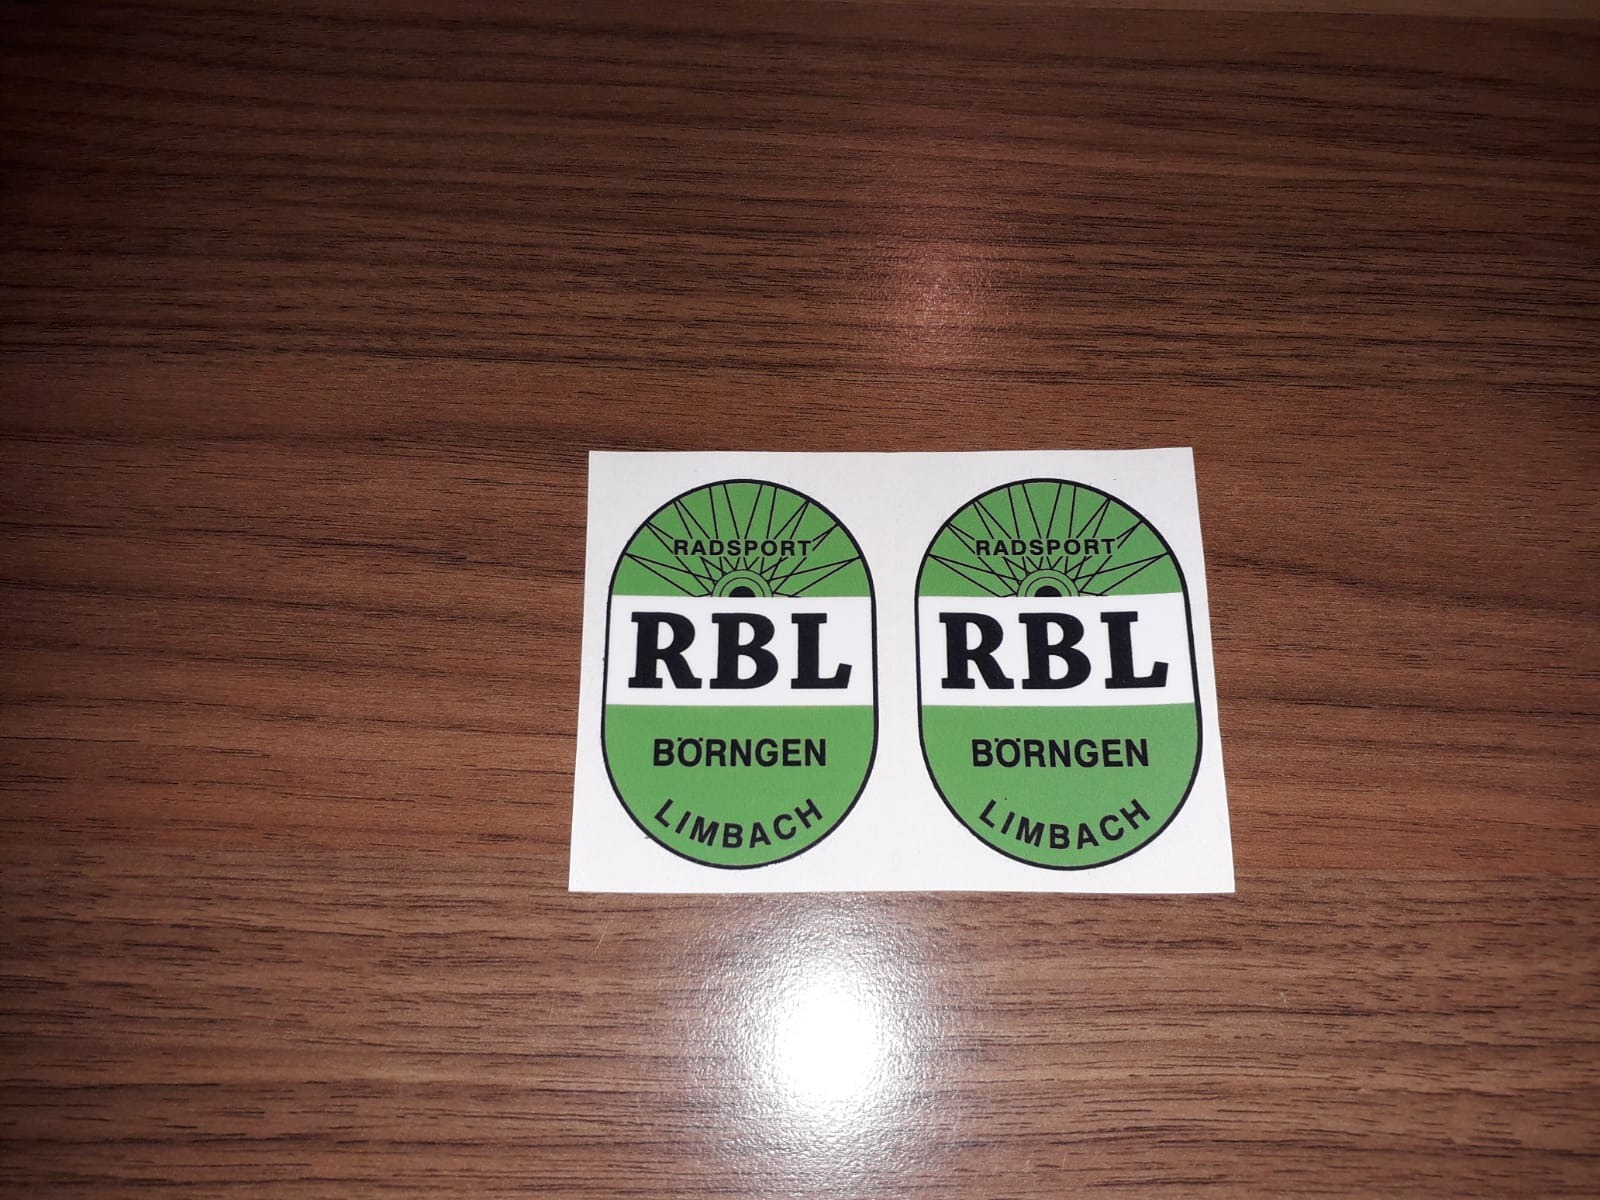 RADSPORT
RBL
BÖRNGEN
LIMBACH
RADSPORT
RBL
BÖRNGEN
LIMBACH